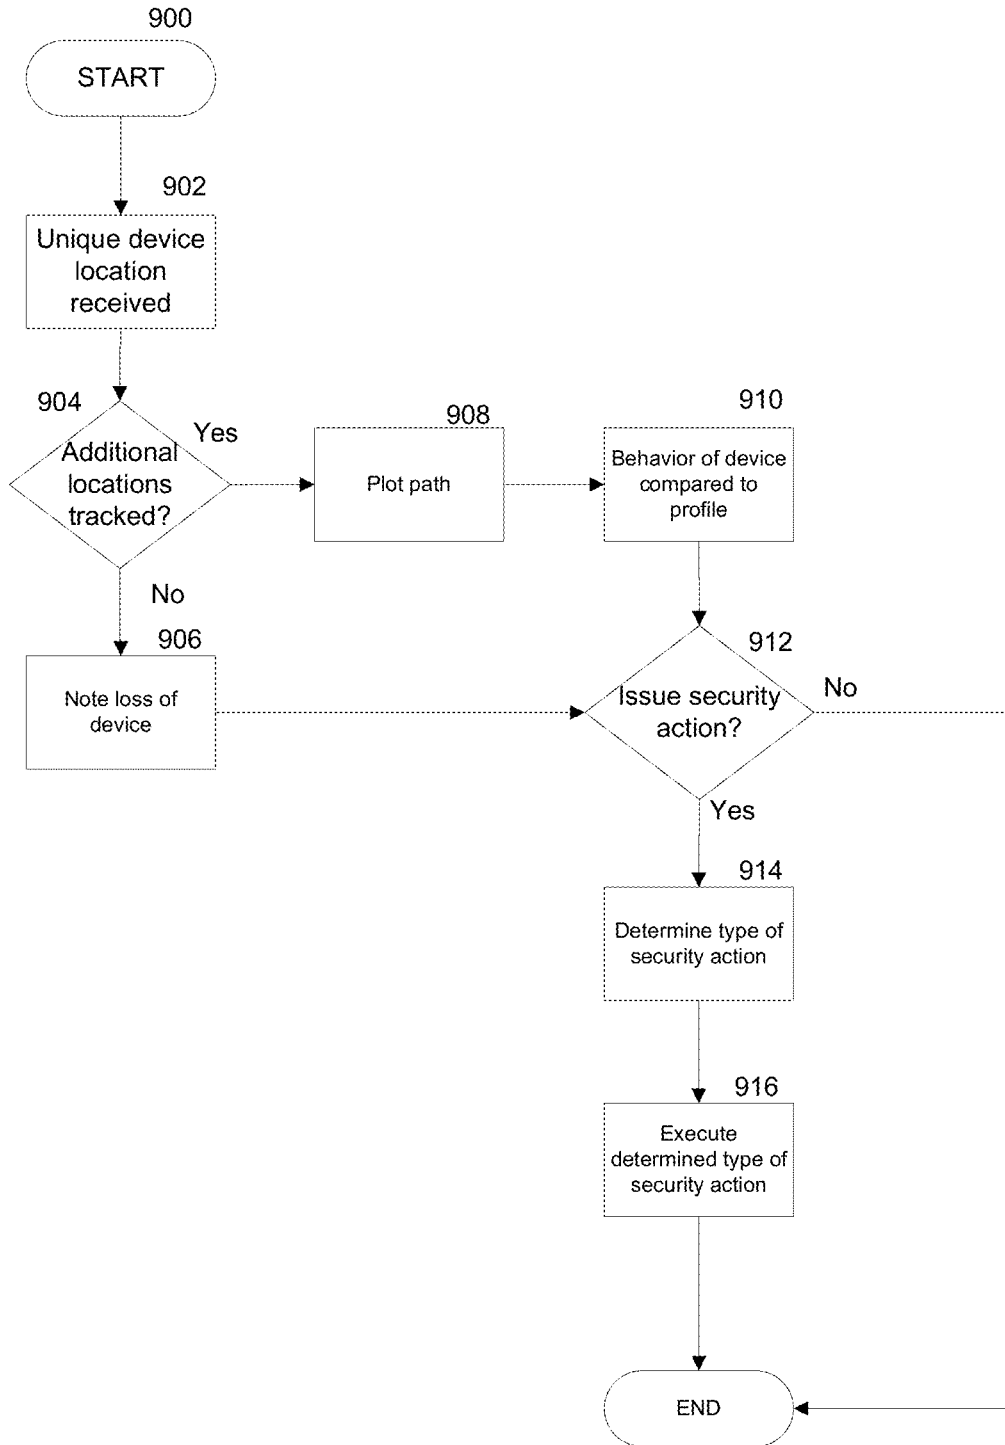 900
START
902
Unique device
location
received
904
Additional
locations
tracked?
Yes
908
Plot path
910
Behavior of device
compared to
profile
No
906
Note loss of
device
912
Issue security
action?
No
Yes
914
Determine type of
security action
916
Execute
determined type of
security action
END